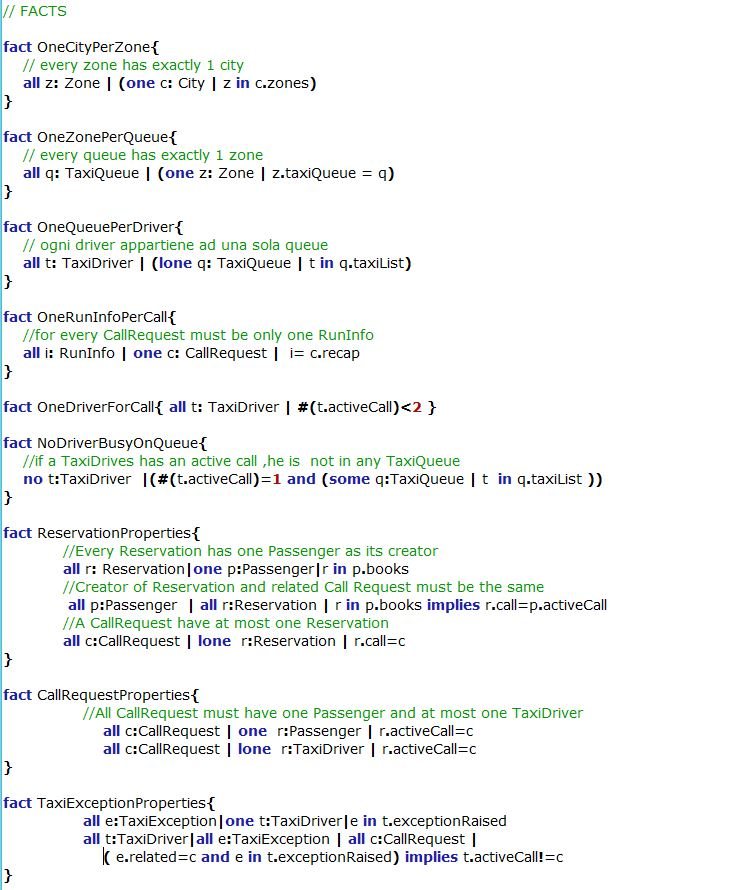 // FACTS
fact OneCityPerZone{
// every zone has exactly 1 city
all z: Zone | (one c: City | z in c.zones)
}
fact OneZonePerQueue{
// every queue has exactly 1 zone
all q: TaxiQueue | (one z: Zone | z.taxiQueue = q)
}
fact OneQueuePerDriver{
// ogni driver appartiene ad una sola queue
all t: TaxiDriver | (lone q: TaxiQueue | t in q.taxiList)
}
fact OneRunInfoPerCall{
//for every CallRequest must be only one RunInfo
all i: RunInfo | one c: CallRequest | i= c.recap
}
fact OneDriverForCall{ all t: TaxiDriver | #(t.activeCall)<2 }
fact NoDriverBusyOnQueue{
//if a TaxiDrives has an active call ,he is not in any TaxiQueue
no t:TaxiDriver |(#(t.activeCall)=1 and (some q:TaxiQueue | t in q.taxiList ))
}
fact ReservationProperties{
//Every Reservation has one Passenger as its creator
all r: Reservation|one p:Passenger|r in p.books
//Creator of Reservation and related Call Request must be the same
all p:Passenger | all r:Reservation | r in p.books implies r.call=p.activeCall
//A CallRequest have at most one Reservation
all c:CallRequest | lone r:Reservation | r.call=c
}
fact CallRequestProperties{
//All CallRequest must have one Passenger and at most one TaxiDriver
all c:CallRequest | one r:Passenger | r.activeCall=c
all c:CallRequest | lone r:TaxiDriver | r.activeCall=c
}
fact TaxiExceptionProperties{
all e:TaxiException|one t:TaxiDriver|e in t.exceptionRaised
all t:TaxiDriver|all e:TaxiException | all c:CallRequest |
( e.related=c and e in t.exceptionRaised) implies t.activeCall!=c
}